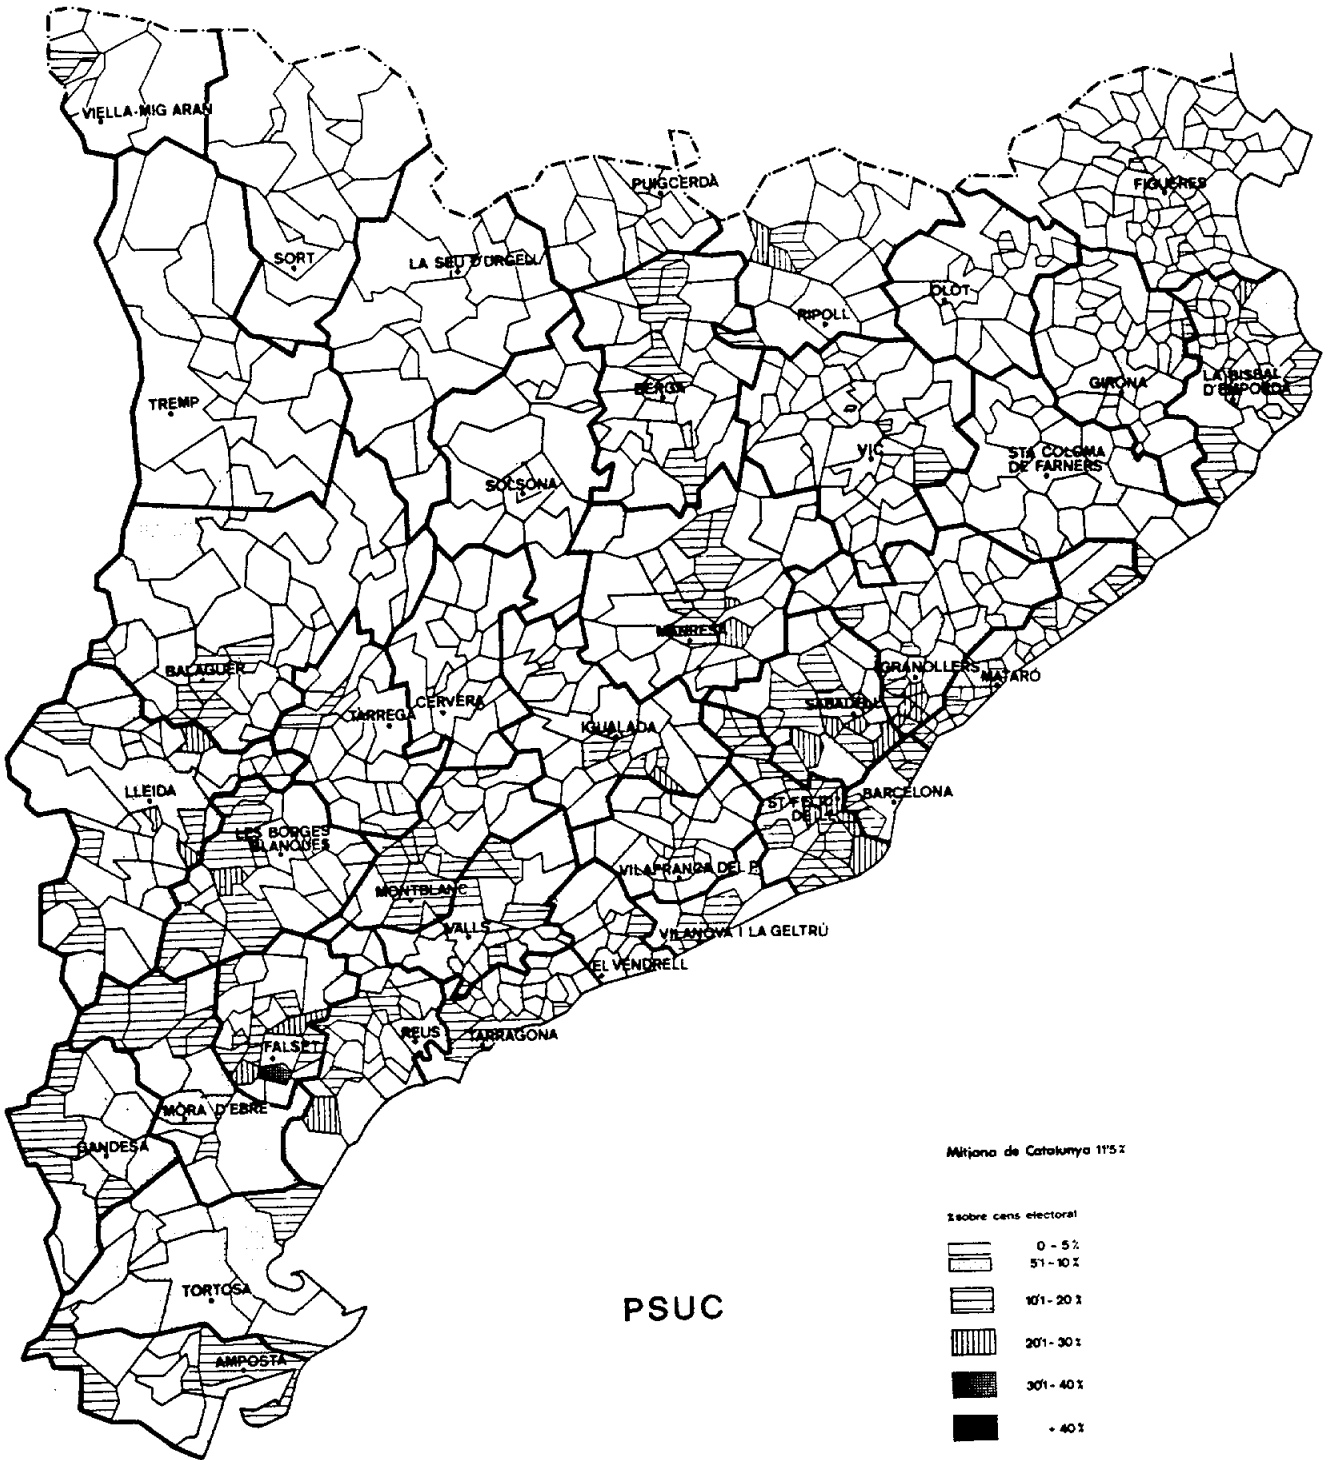 VIELLA-MIG ARAN
PUIGCERDÀ
FIGUERES
SORT
LA SEU D'URGELL
OLOT
RIPOLL
TREMP
BERGA
GIRONA
LA BISBAL
D'EMPORDÀ
VIC
STA COLOMA
DE FARNERS
SOLSONA
MANRESA
BALAGUER
GRANOLLERS
MATARÓ
CERVERA
TÀRREGA
SABADELL
IGUALADA
LLEIDA
BARCELONA
ST FELIU
DE LL.
LES BORGES
BLANQUES
VILAFRANCA DEL P.
MONTBLANC
VALLS
VILANOVA I LA GELTRÚ
EL VENDRELL
REUS
TARRAGONA
FALSET
MÓRA D'EBRE
GANDESA
TORTOSA
AMPOSTA
PSUC
Mitjana de Catalunya 11'5%
% sobre cens electoral
0 - 5%
5'1 - 10%
10'1 - 20%
20'1 - 30%
30'1 - 40%
+ 40%